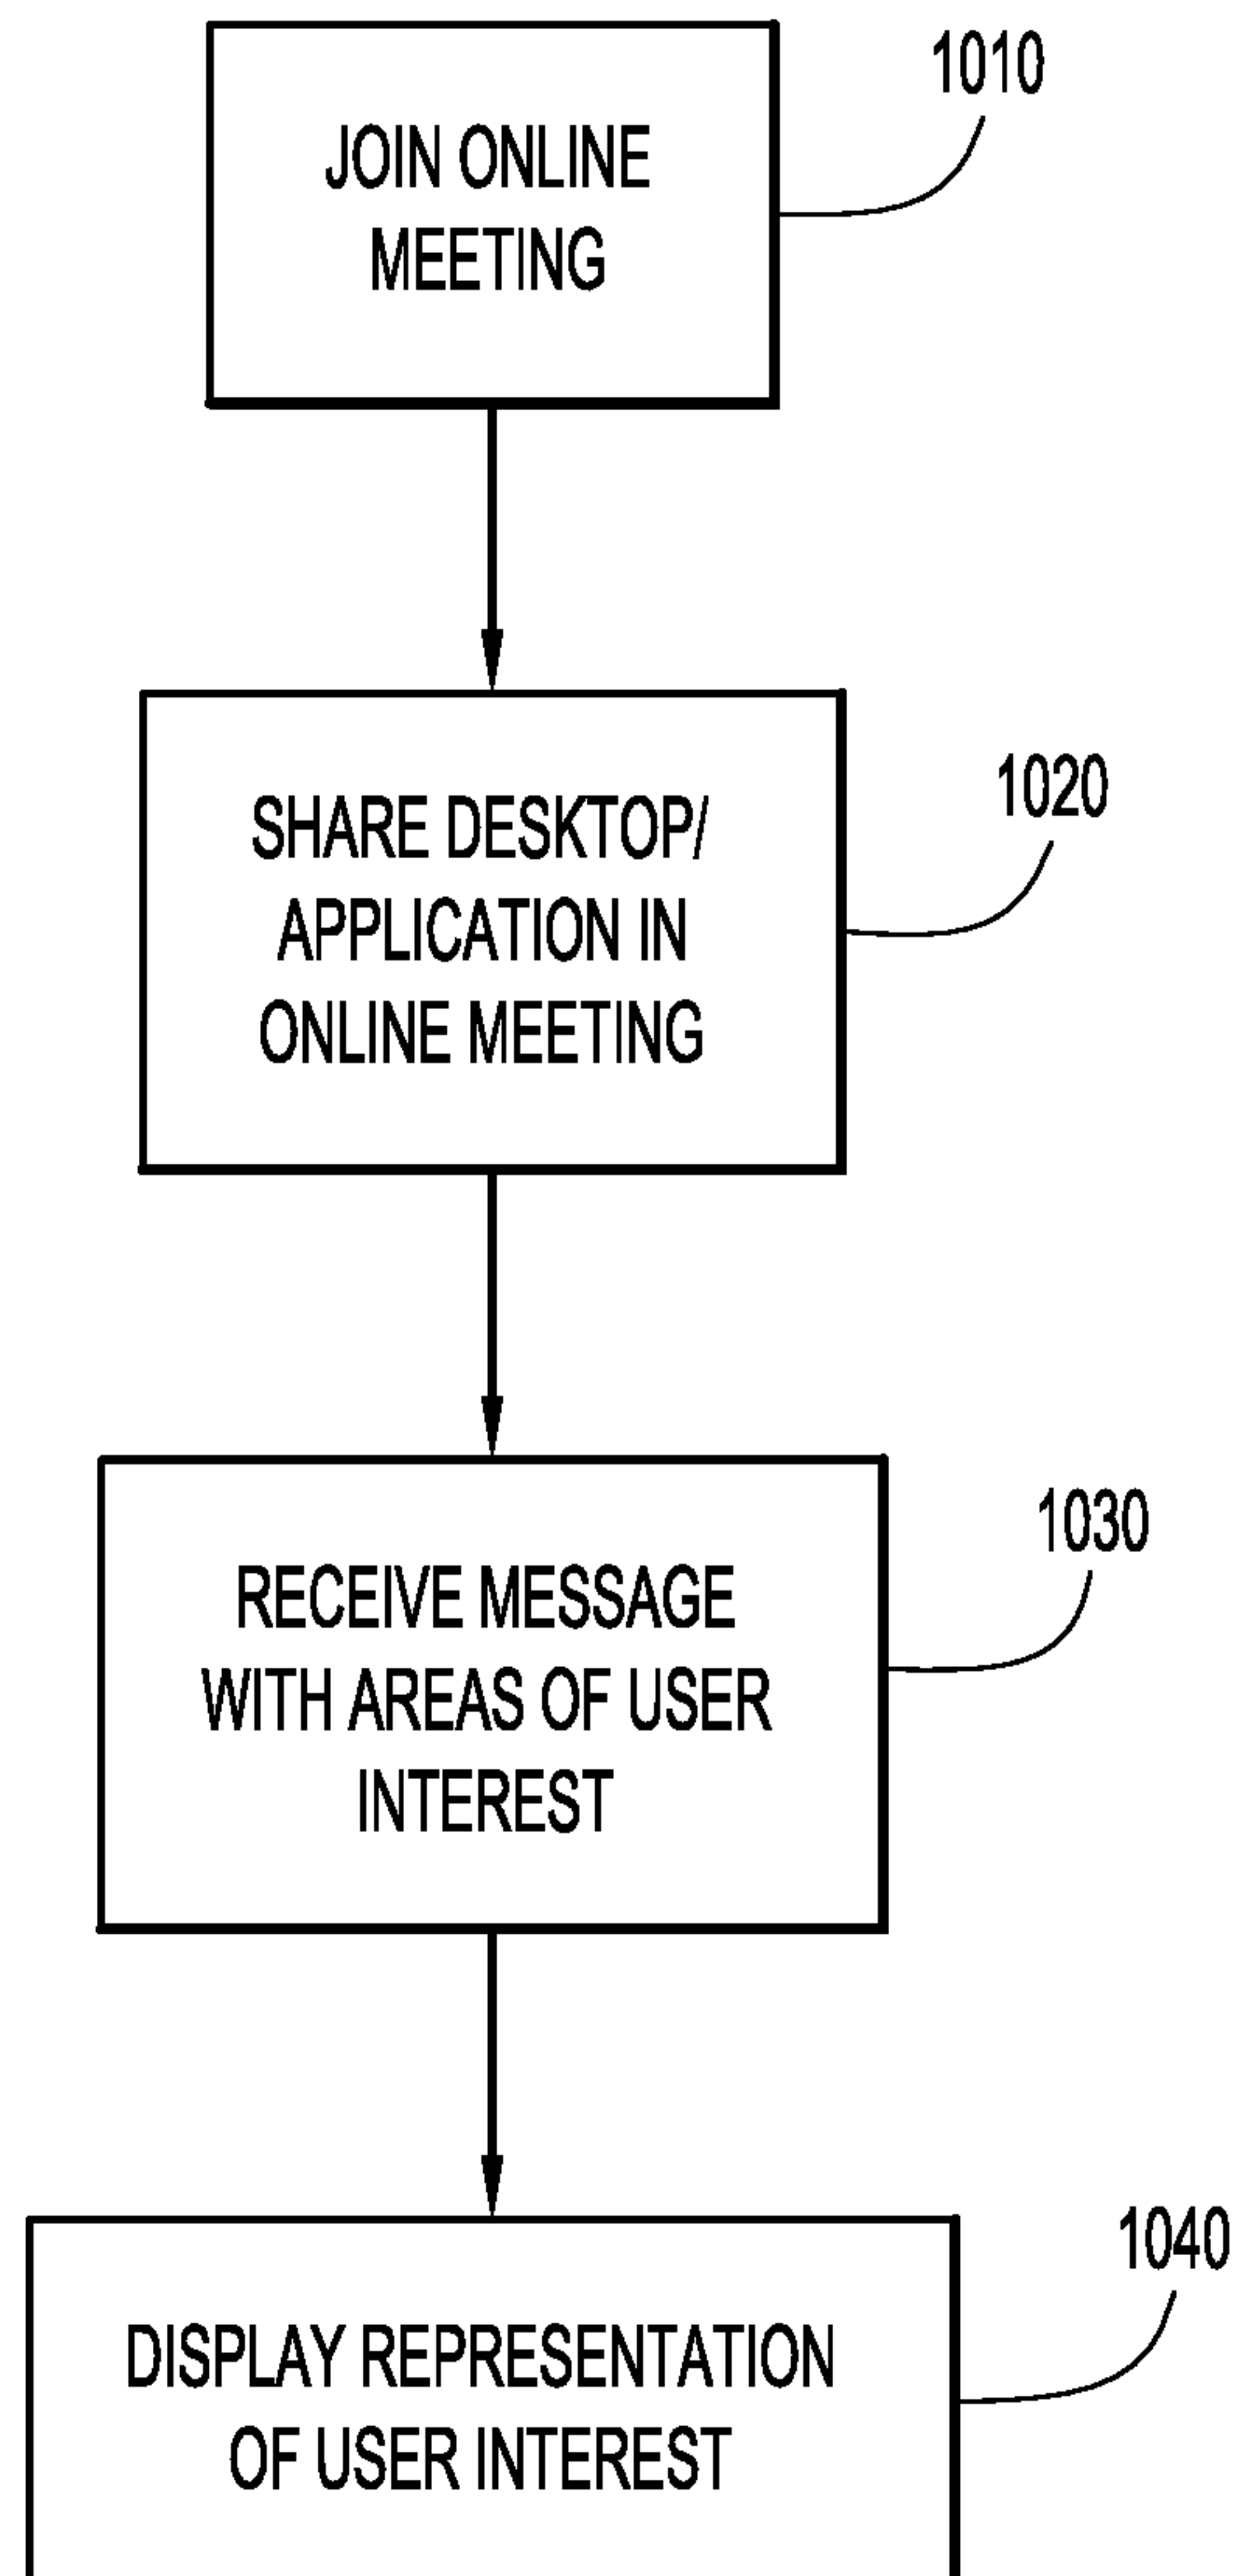 JOIN ONLINE
MEETING
1010
SHARE DESKTOP/
APPLICATION IN
ONLINE MEETING
1020
RECEIVE MESSAGE
WITH AREAS OF USER
INTEREST
1030
DISPLAY REPRESENTATION
OF USER INTEREST
1040